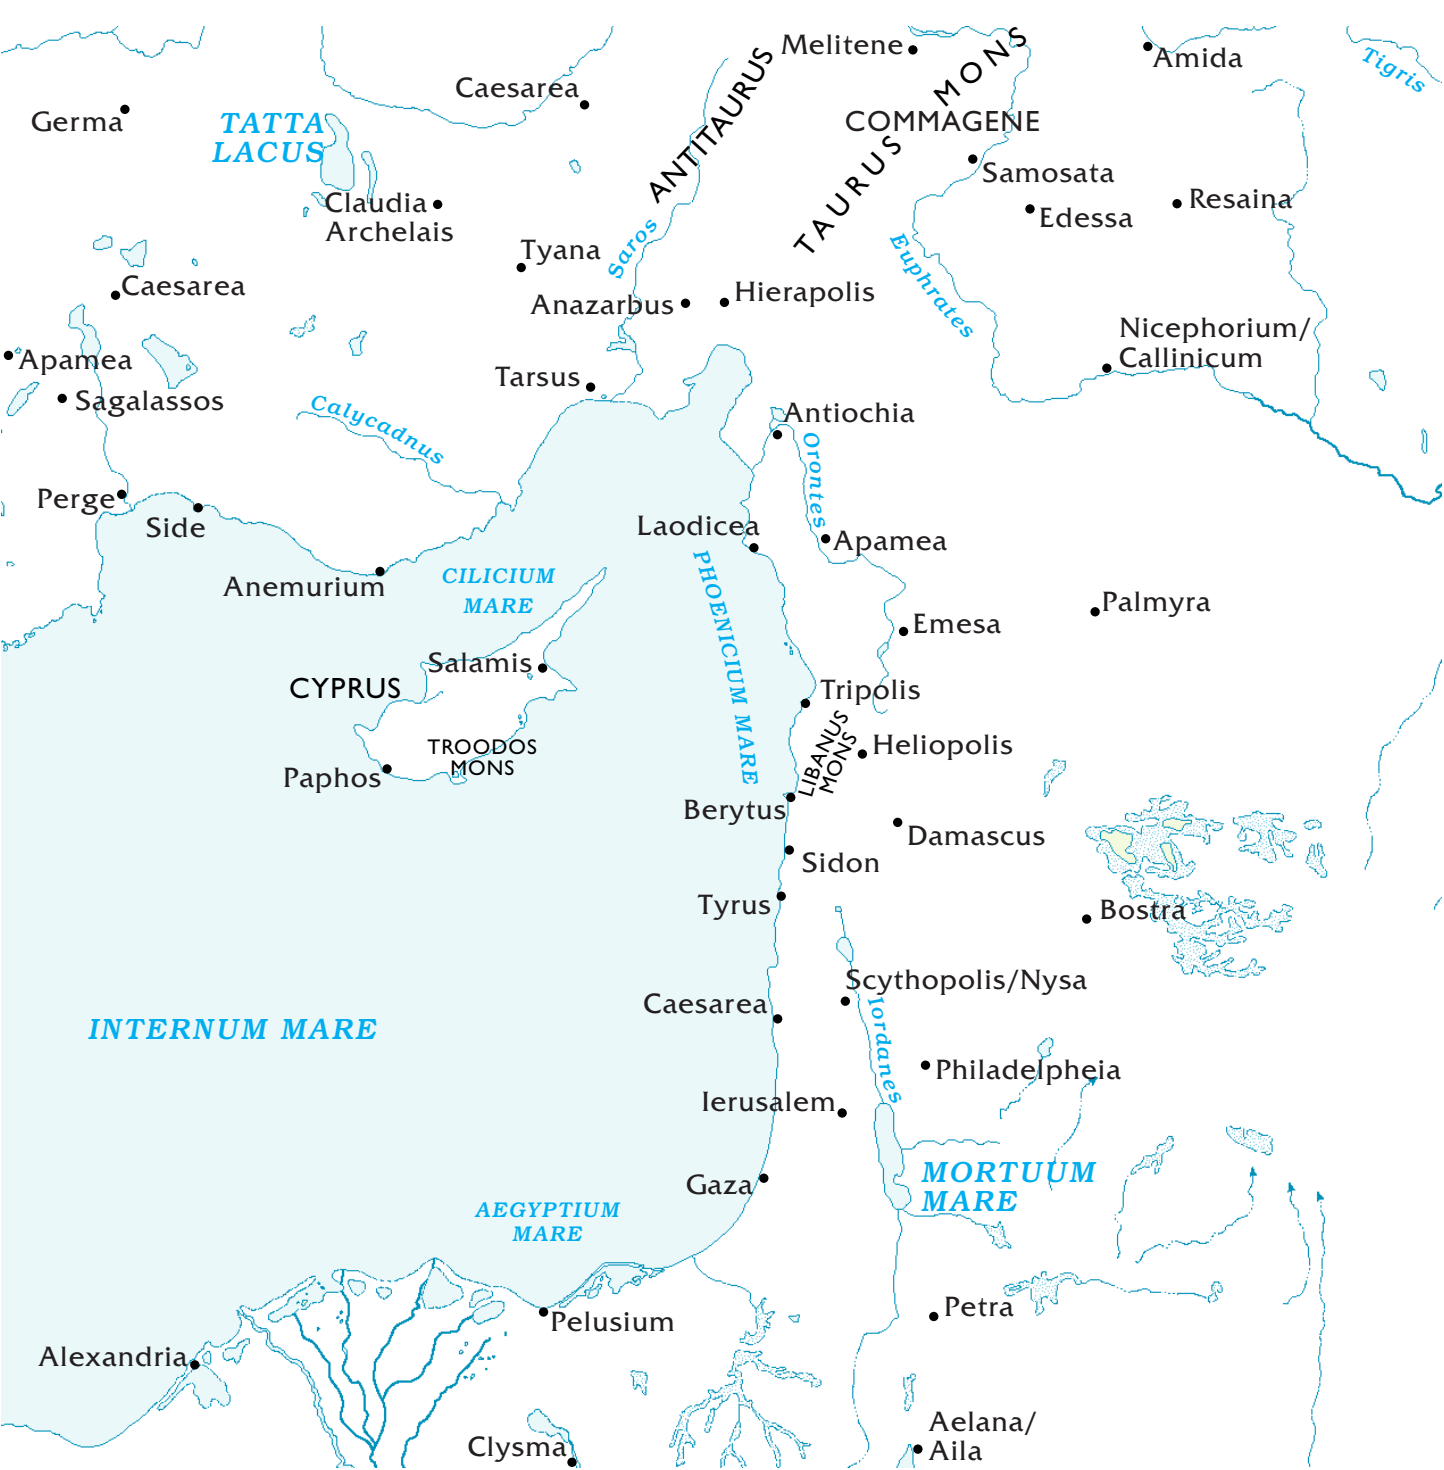 Melitene
TAURUS MONS
Amida
Tigris
Caesarea
ANTITAURUS
Germa
TATTA
LACUS
COMMAGENE
Samosata
Claudia
Archelais
Resaina
Edessa
Tyana
Saros
Euphrates
Caesarea
Anazarbus
Hierapolis
Nicephorium/
Callinicum
Apamea
Tarsus
Sagalassos
Calycadnus
Antiochia
Orontes
Perge
Side
Laodicea
Apamea
Anemurium
CILICIUM
MARE
PHOENICIUM MARE
Palmyra
Emesa
Salamis
CYPRUS
Tripolis
TROODOS
MONS
LIBANUS
MONS
Heliopolis
Paphos
Berytus
Damascus
Sidon
Tyrus
Bostra
Scythopolis/Nysa
Caesarea
Iordanes
INTERNUM MARE
Philadelpheia
Ierusalem
MORTUUM
MARE
Gaza
AEGYPTIUM
MARE
Petra
Pelusium
Alexandria
Aelana/
Aila
Clysma